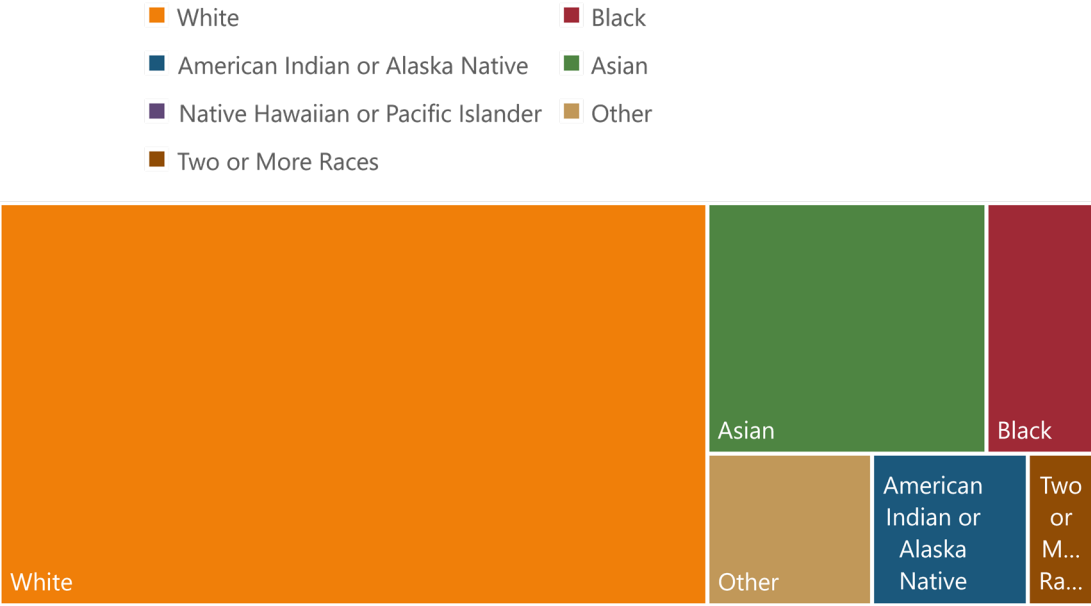 White
Black
American Indian or Alaska Native
Asian
Native Hawaiian or Pacific Islander
Other
Two or More Races
Asian
Black
White
Other
American
Indian or
Alaska
Native
Two
or
M...
Ra...